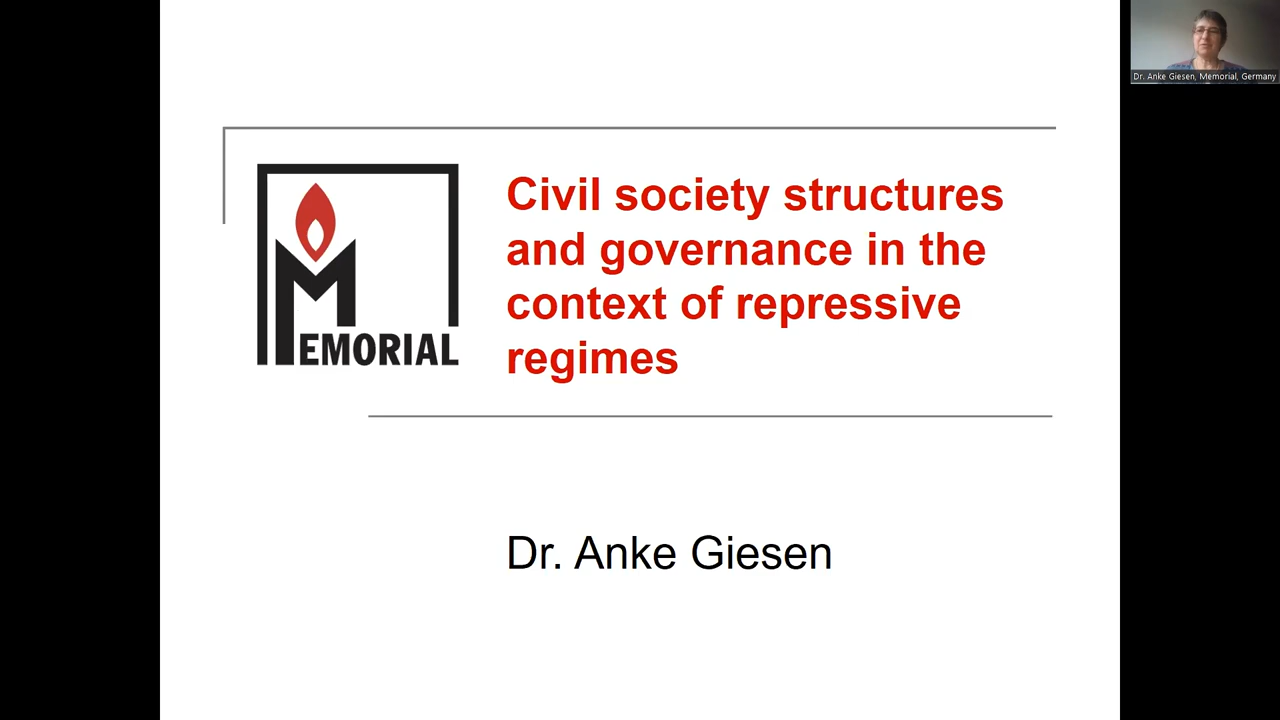 Dr. Anke Giesen, Memorial, Germany
Civil society structures
and governance in the
context of repressive
regimes
MEMORIAL
Dr. Anke Giesen